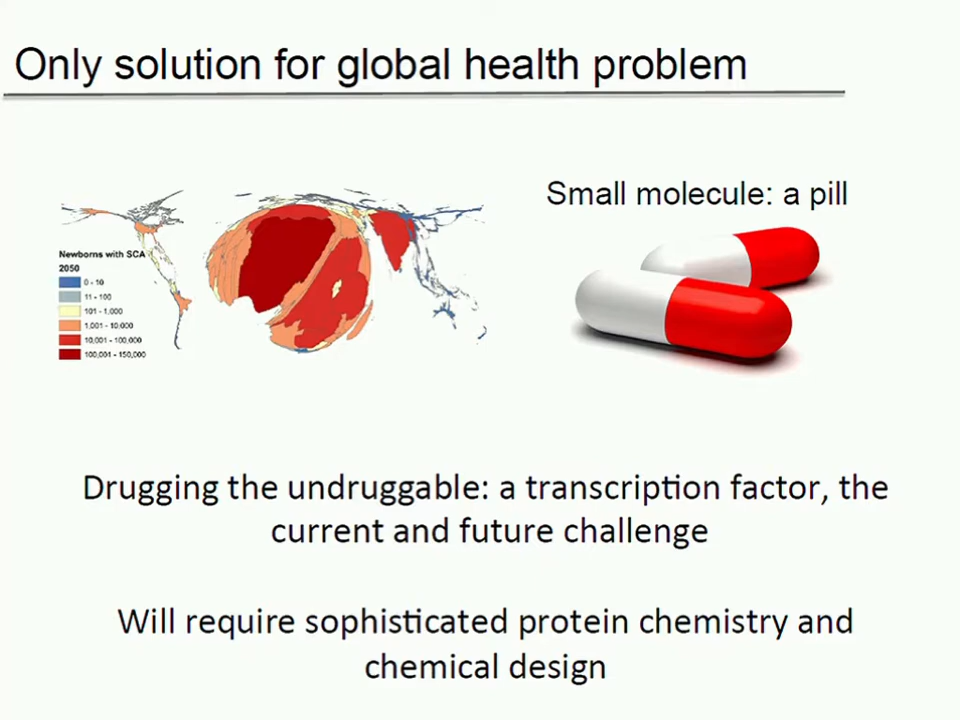 Only solution for global health problem
Small molecule: a pill
Newborns with SCA
2050
0 - 10
11 - 100
101 - 1,000
1,001 - 10,000
10,001 - 100,000
100,001 - 150,000
Drugging the undruggable: a transcription factor, the
current and future challenge
Will require sophisticated protein chemistry and
chemical design